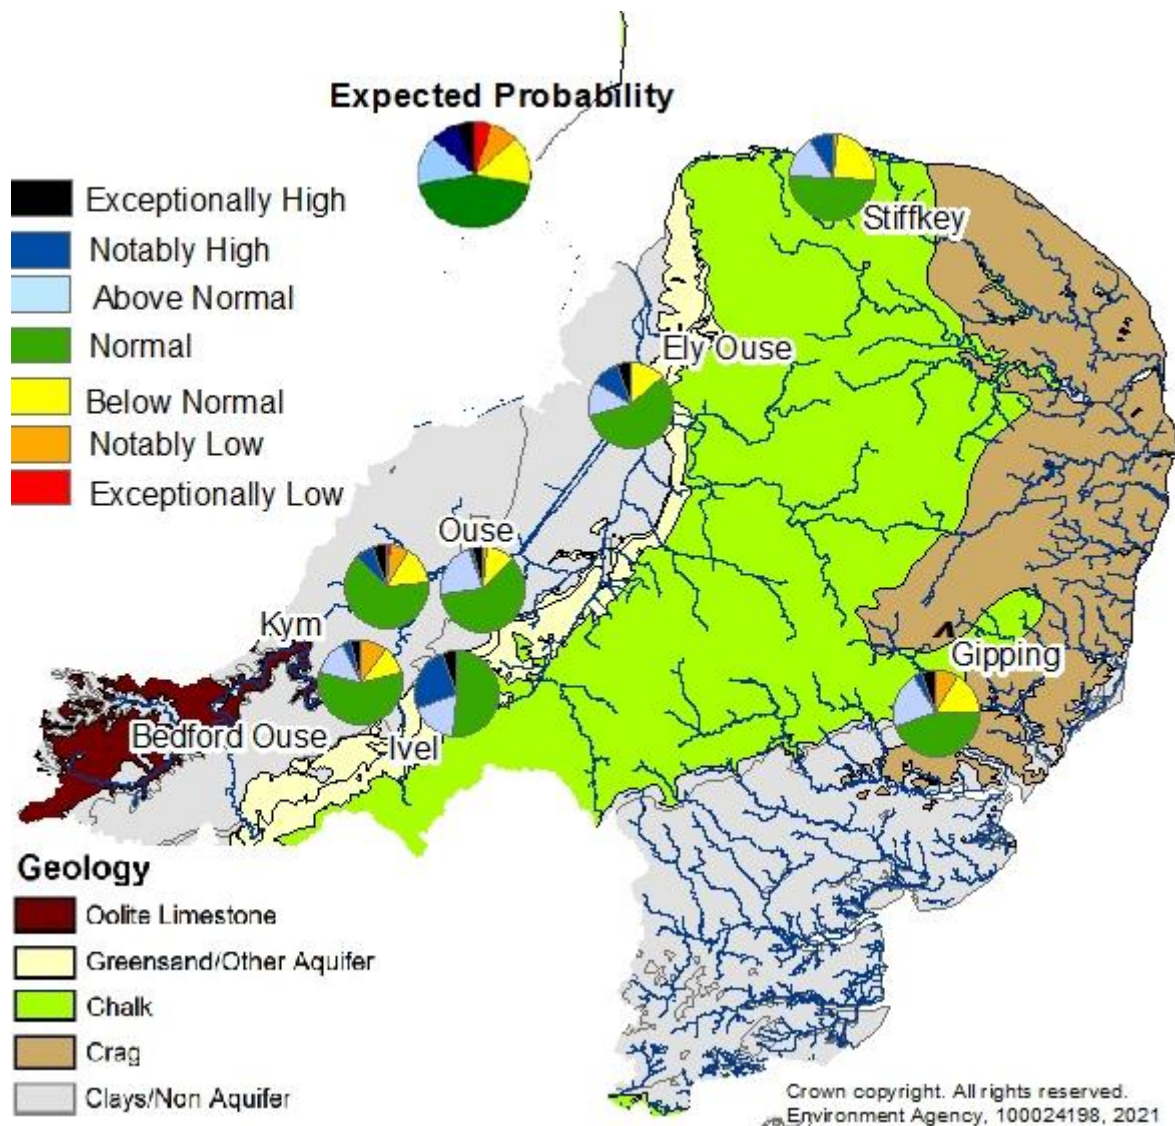 Expected Probability
Exceptionally High
Notably High
Above Normal
Normal
Below Normal
Notably Low
Exceptionally Low
Stiffkey
Ely Ouse
Ouse
Kym
Gipping
Bedford Ouse
Ivel
Geology
Oolite Limestone
Greensand/Other Aquifer
Chalk
Crag
Clays/Non Aquifer
Crown copyright. All rights reserved.
Environment Agency, 100024198, 2021